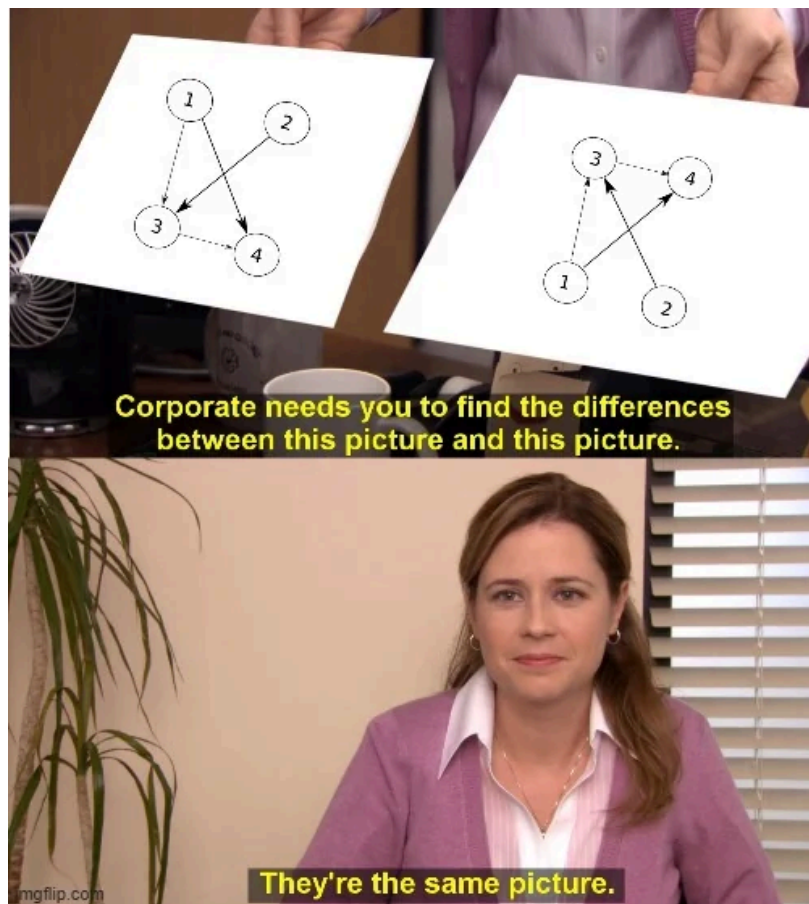 1
2
3
4
3
4
1
2
Corporate needs you to find the differences
between this picture and this picture.
They're the same picture.
imgflip.com